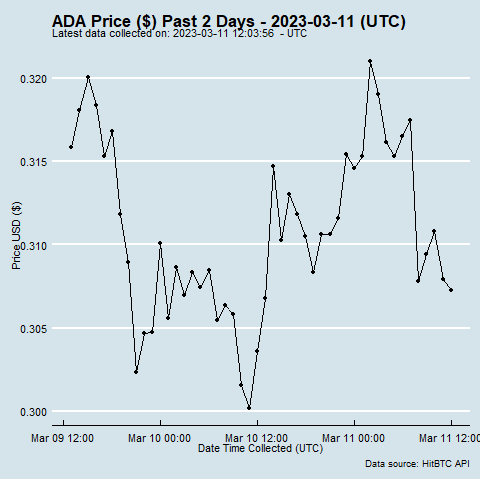 ADA Price ($) Past 2 Days - 2023-03-11 (UTC)
Latest data collected on: 2023-03-11 12:03:56  - UTC
0.320
0.315
0.310
0.305
0.300
Price USD ($)
Mar 09 12:00 Mar 10 00:00 Mar 10 12:00 Mar 11 00:00 Mar 11 12:00
Date Time Collected (UTC)
Data source: HitBTC API